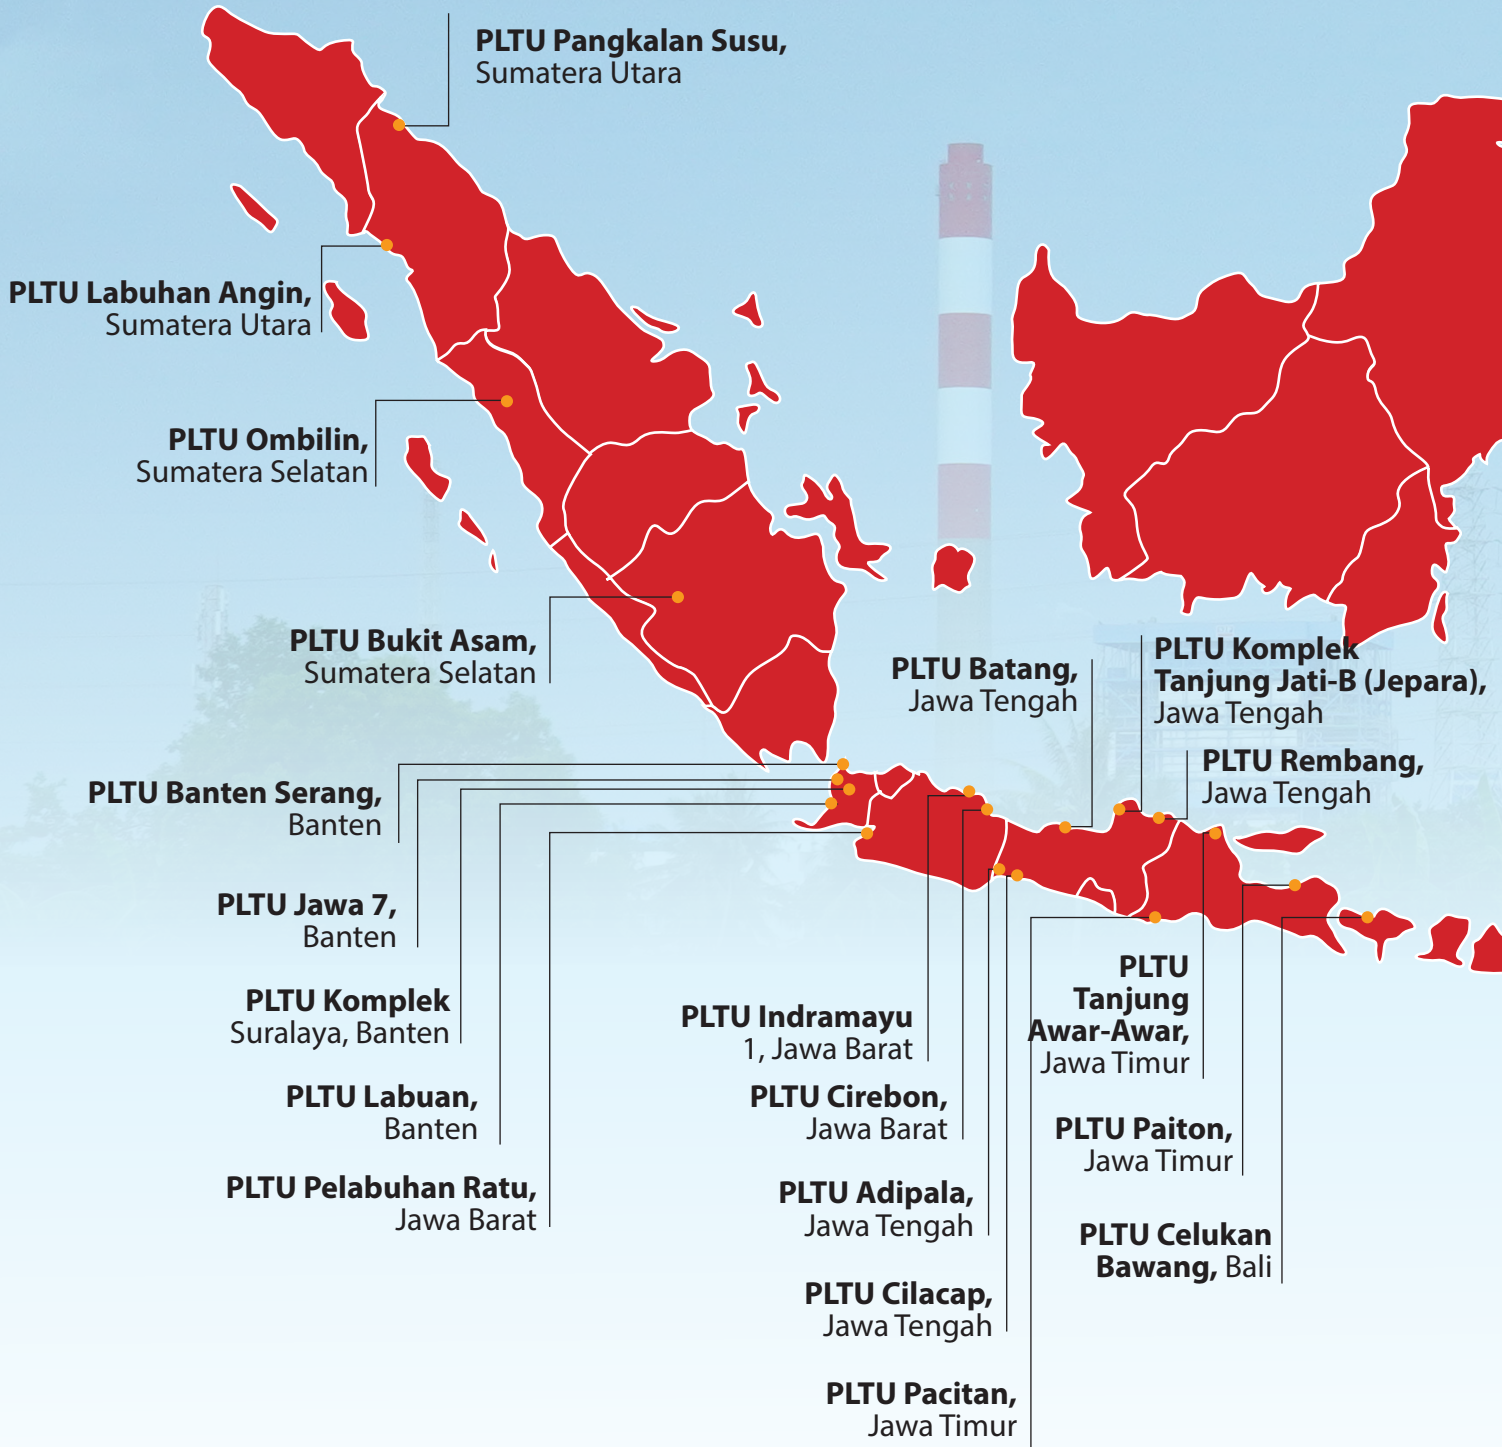 PLTU Pangkalan Susu,
Sumatera Utara
PLTU Labuhan Angin,
Sumatera Utara
PLTU Ombilin,
Sumatera Selatan
PLTU Bukit Asam,
Sumatera Selatan
PLTU Batang,
Jawa Tengah
PLTU Komplek
Tanjung Jati-B (Jepara),
Jawa Tengah
PLTU Rembang,
Jawa Tengah
PLTU Banten Serang,
Banten
PLTU Jawa 7,
Banten
PLTU Komplek
Suralaya, Banten
PLTU Labuan,
Banten
PLTU Pelabuhan Ratu,
Jawa Barat
PLTU Indramayu
1, Jawa Barat
PLTU Cirebon,
Jawa Barat
PLTU Adipala,
Jawa Tengah
PLTU Cilacap,
Jawa Tengah
PLTU Pacitan,
Jawa Timur
PLTU
Tanjung
Awar-Awar,
Jawa Timur
PLTU Paiton,
Jawa Timur
PLTU Celukan
Bawang, Bali